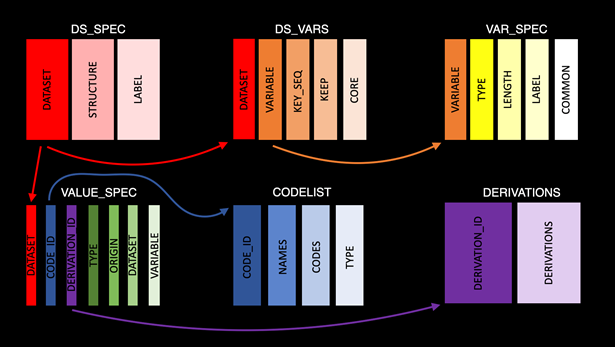 DS_SPEC
DATASET
STRUCTURE
LABEL
DS_VARS
DATASET
VARIABLE
KEY_SEQ
KEEP
CORE
VAR_SPEC
VARIABLE
TYPE
LENGTH
LABEL
COMMON
VALUE_SPEC
DATASET
CODE_ID
DERIVATION_ID
TYPE
ORIGIN
DATASET
VARIABLE
CODELIST
CODE_ID
NAMES
CODES
TYPE
DERIVATIONS
DERIVATION_ID
DERIVATIONS